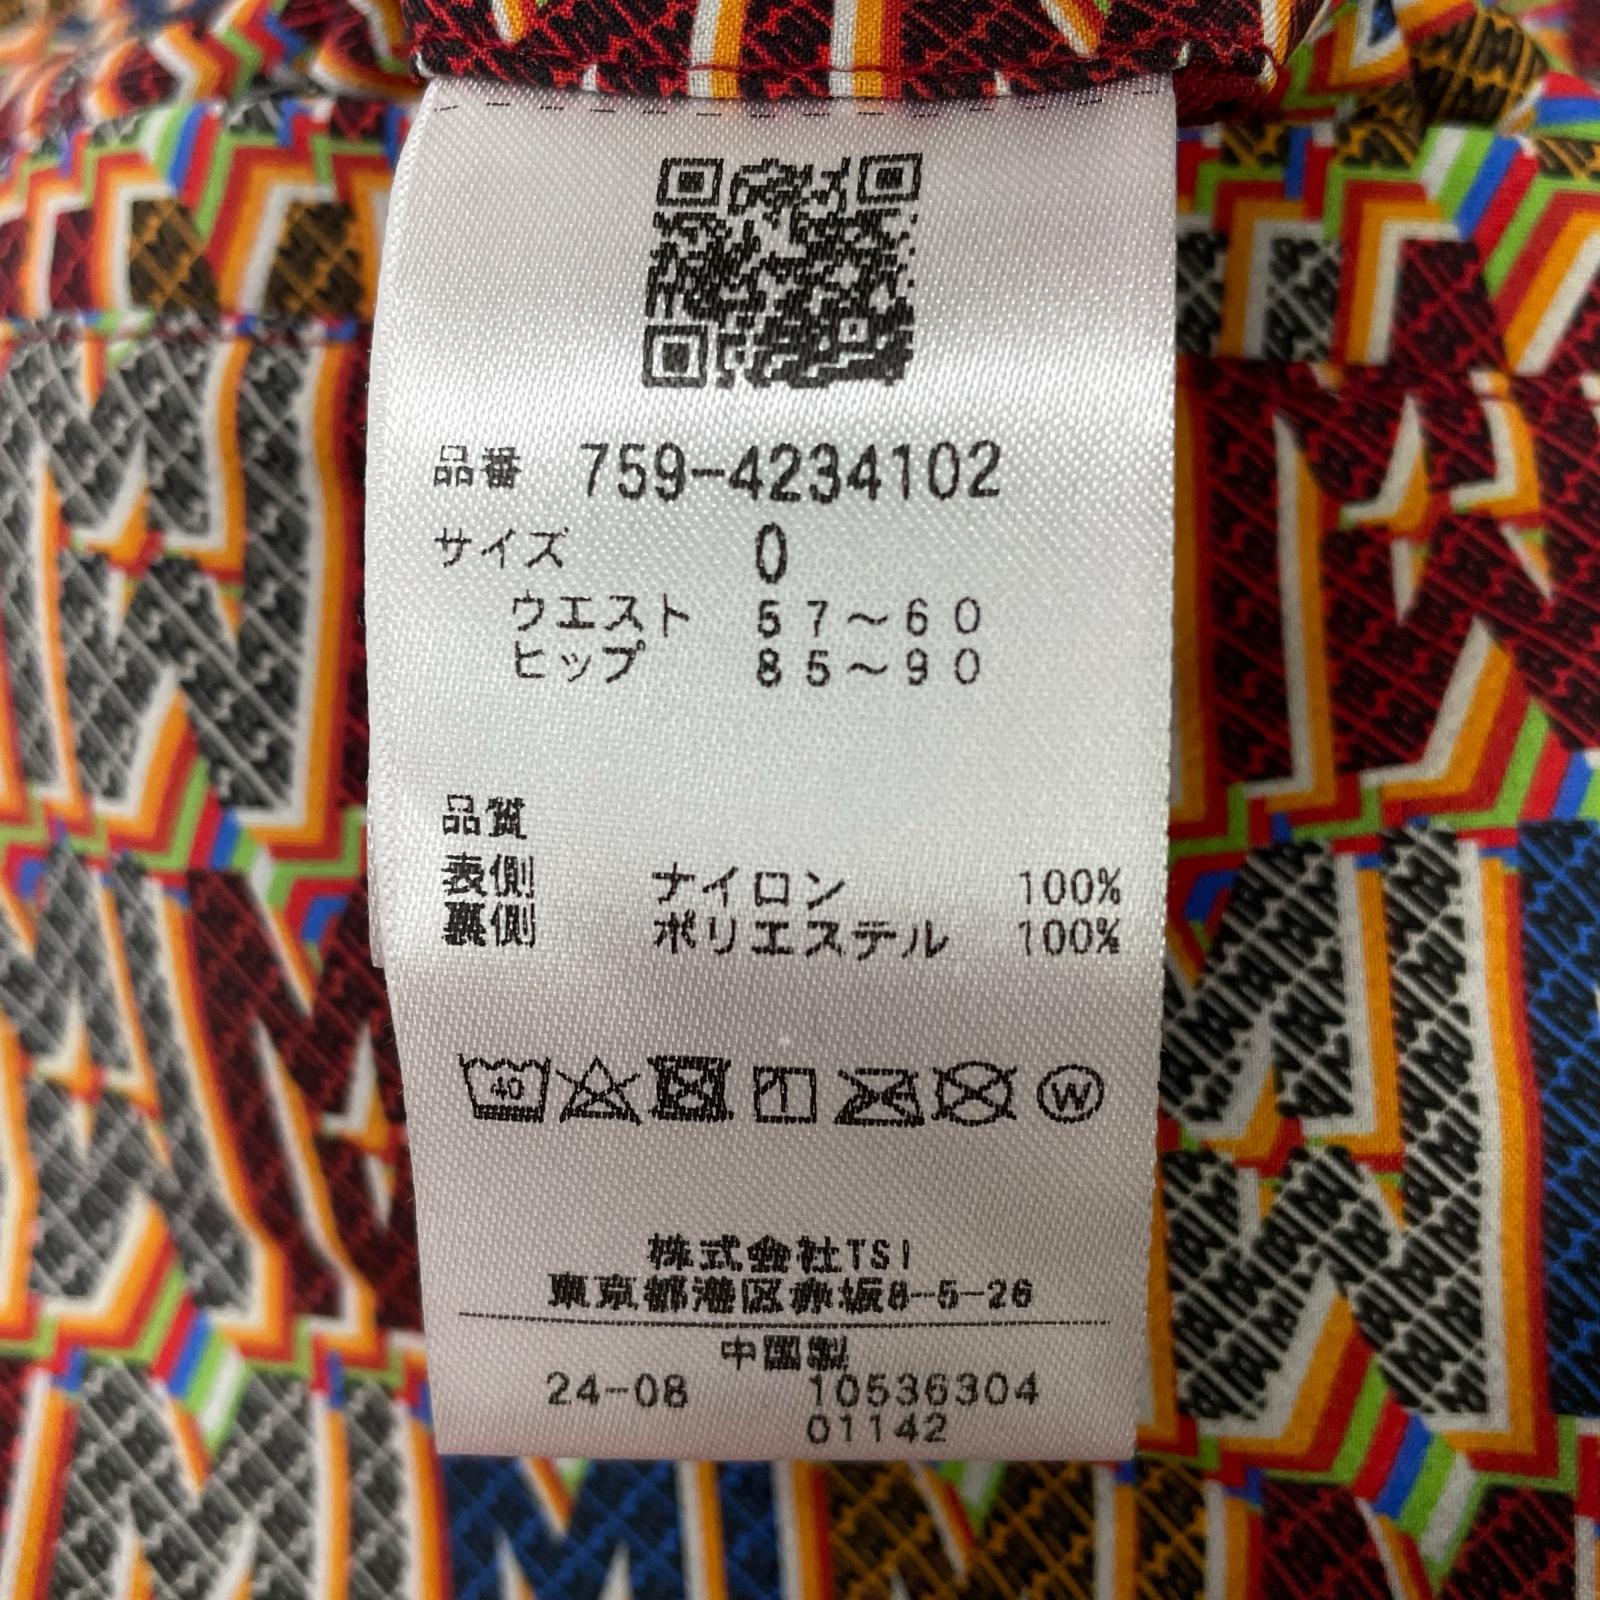 品番 759-4234102
サイズ 0
ウエスト 57～60
ヒップ 85～90
品質
表側 ナイロン 100%
裏側 ポリエステル 100%
40 W
株式会社TSI
東京都港区赤坂8-5-26
中国製
24-08 10536304
01142